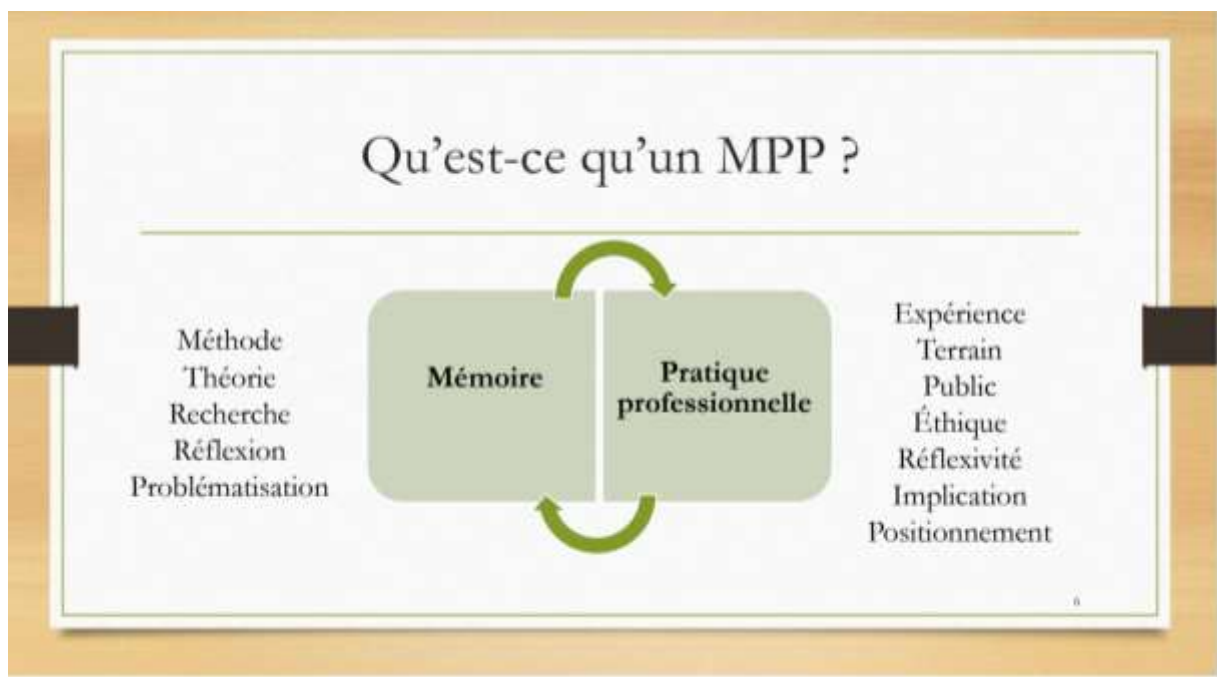 Qu'est-ce qu'un MPP ?
Méthode
Théorie
Recherche
Réflexion
Problématisation
Mémoire
Pratique
professionnelle
Expérience
Terrain
Public
Éthique
Réflexivité
Implication
Positionnement